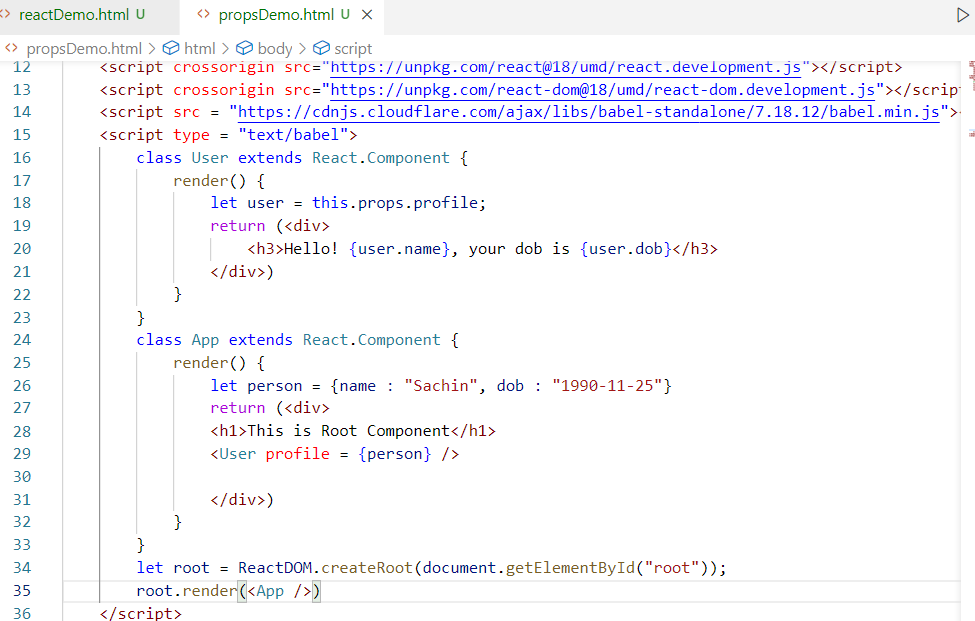 reactDemo.html U propsDemo.html U
propsDemo.html > html > body > script
12 <script crossorigin src="https://unpkg.com/react@18/umd/react.development.js"></script>
13 <script crossorigin src="https://unpkg.com/react-dom@18/umd/react-dom.development.js"></script
14 <script src = "https://cdnjs.cloudflare.com/ajax/libs/babel-standalone/7.18.12/babel.min.js">
15 <script type = "text/babel">
16 class User extends React.Component {
17 render() {
18 let user = this.props.profile;
19 return (<div>
20 <h3>Hello! {user.name}, your dob is {user.dob}</h3>
21 </div>)
22 }
23 }
24 class App extends React.Component {
25 render() {
26 let person = {name : "Sachin", dob : "1990-11-25"}
27 return (<div>
28 <h1>This is Root Component</h1>
29 <User profile = {person} />
30
31 </div>)
32 }
33 }
34 let root = ReactDOM.createRoot(document.getElementById("root"));
35 root.render(<App />)
36 </script>